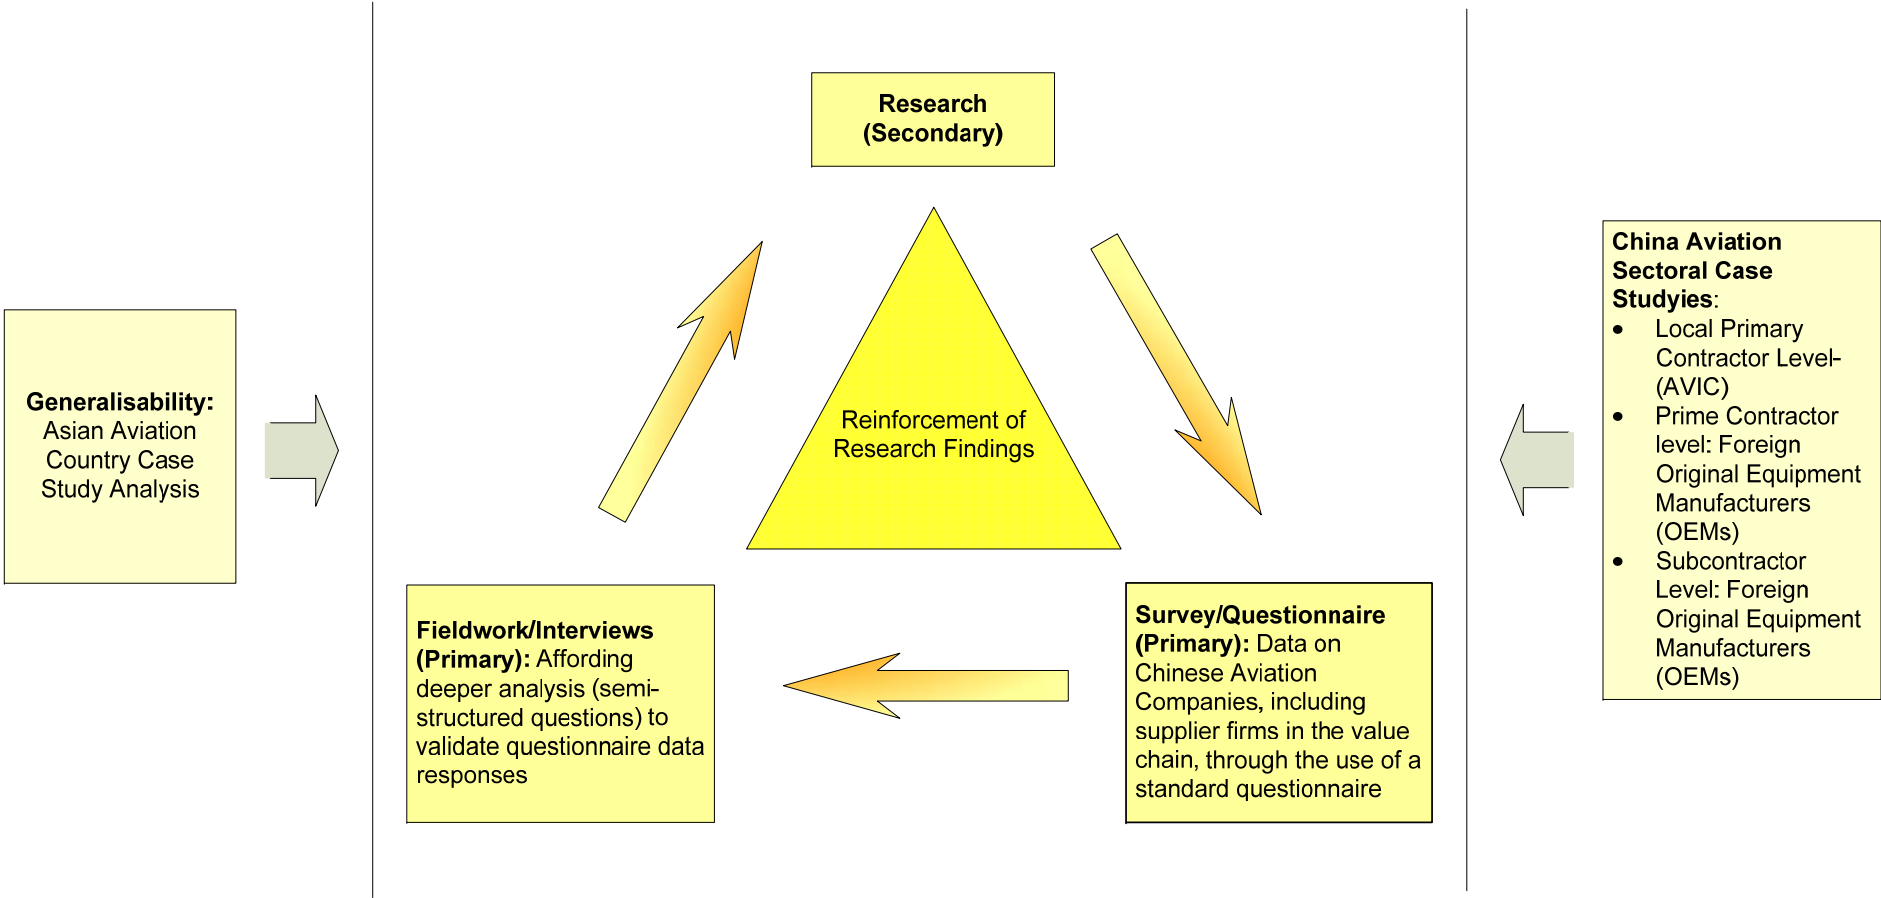 Research
(Secondary)
Generalisability:
Asian Aviation
Country Case
Study Analysis
Reinforcement of
Research Findings
Fieldwork/Interviews
(Primary): Affording
deeper analysis (semi-
structured questions) to
validate questionnaire data
responses
Survey/Questionnaire
(Primary): Data on
Chinese Aviation
Companies, including
supplier firms in the value
chain, through the use of a
standard questionnaire
China Aviation
Sectoral Case
Studyies:
• Local Primary
Contractor Level-
(AVIC)
• Prime Contractor
level: Foreign
Original Equipment
Manufacturers
(OEMs)
• Subcontractor
Level: Foreign
Original Equipment
Manufacturers
(OEMs)